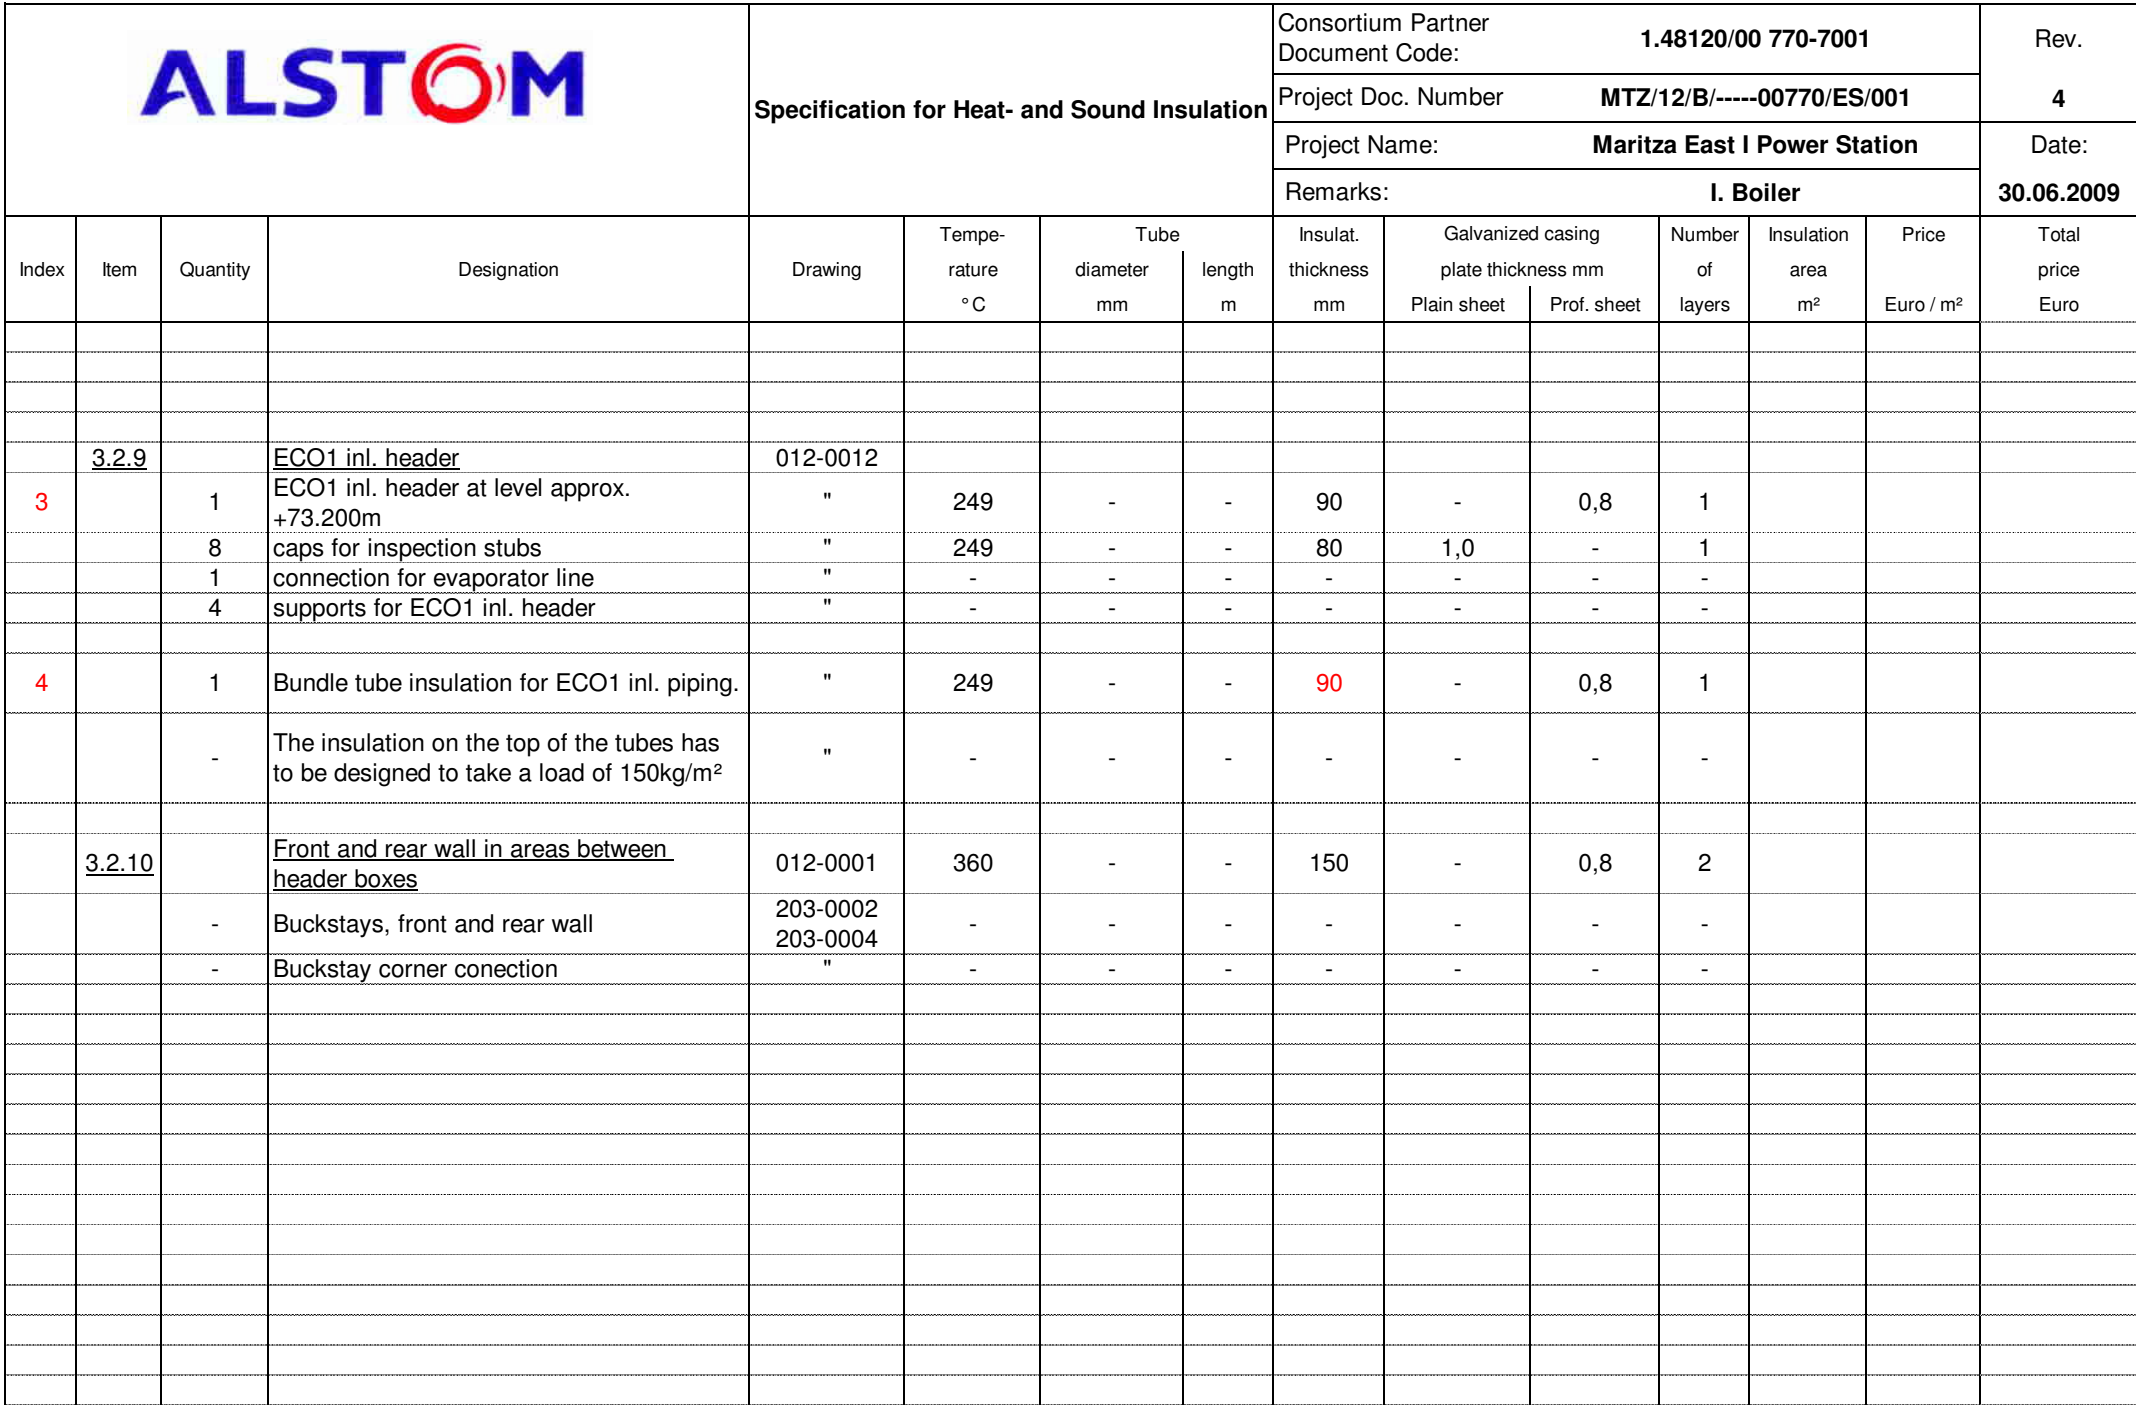 ALSTOM
Specification for Heat- and Sound Insulation
Consortium Partner
Document Code:
1.48120/00 770-7001
Rev.
Project Doc. Number
MTZ/12/B/-----00770/ES/001
4
Project Name:
Maritza East I Power Station
Date:
Remarks:
I. Boiler
30.06.2009
Index Item Quantity Designation Drawing
Tempe-
rature
°C
Tube
diameter length
mm m
Insulat.
thickness
mm
Galvanized casing
plate thickness mm
Plain sheet Prof. sheet
Number
of
layers
Insulation
area
m²
Price
Euro / m²
Total
price
Euro
3.2.9 ECO1 inl. header 012-0012
3 1 ECO1 inl. header at level approx.
+73.200m " 249 - - 90 - 0,8 1
8 caps for inspection stubs " 249 - - 80 1,0 - 1
1 connection for evaporator line " - - - - - - -
4 supports for ECO1 inl. header " - - - - - - -
4 1 Bundle tube insulation for ECO1 inl. piping. " 249 - - 90 - 0,8 1
- The insulation on the top of the tubes has
to be designed to take a load of 150kg/m² " - - - - - - -
3.2.10 Front and rear wall in areas between
header boxes 012-0001 360 - - 150 - 0,8 2
- Buckstays, front and rear wall 203-0002
203-0004 - - - - - - -
- Buckstay corner conection " - - - - - - -